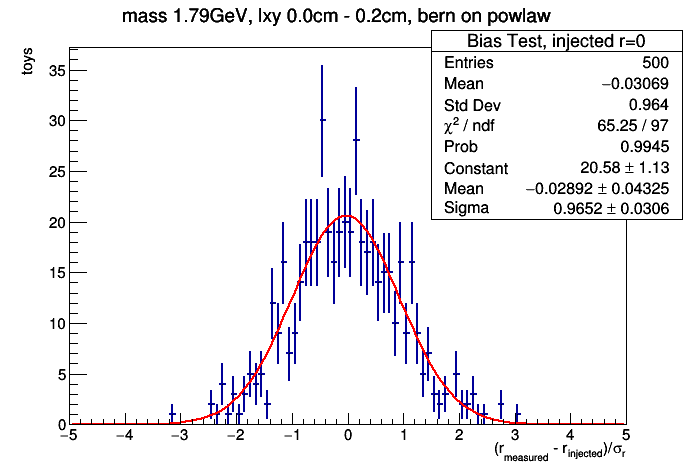 mass 1.79GeV, lxy 0.0cm - 0.2cm, bern on powlaw
Bias Test, injected r=0
Entries 500
Mean −0.03069
Std Dev 0.964
χ² / ndf 65.25 / 97
Prob 0.9945
Constant 20.58 ± 1.13
Mean −0.02892 ± 0.04325
Sigma 0.9652 ± 0.0306
toys
35
30
25
20
15
10
5
0
−5 −4 −3 −2 −1 0 1 2 3 4 5
(r_measured - r_injected)/σ_r